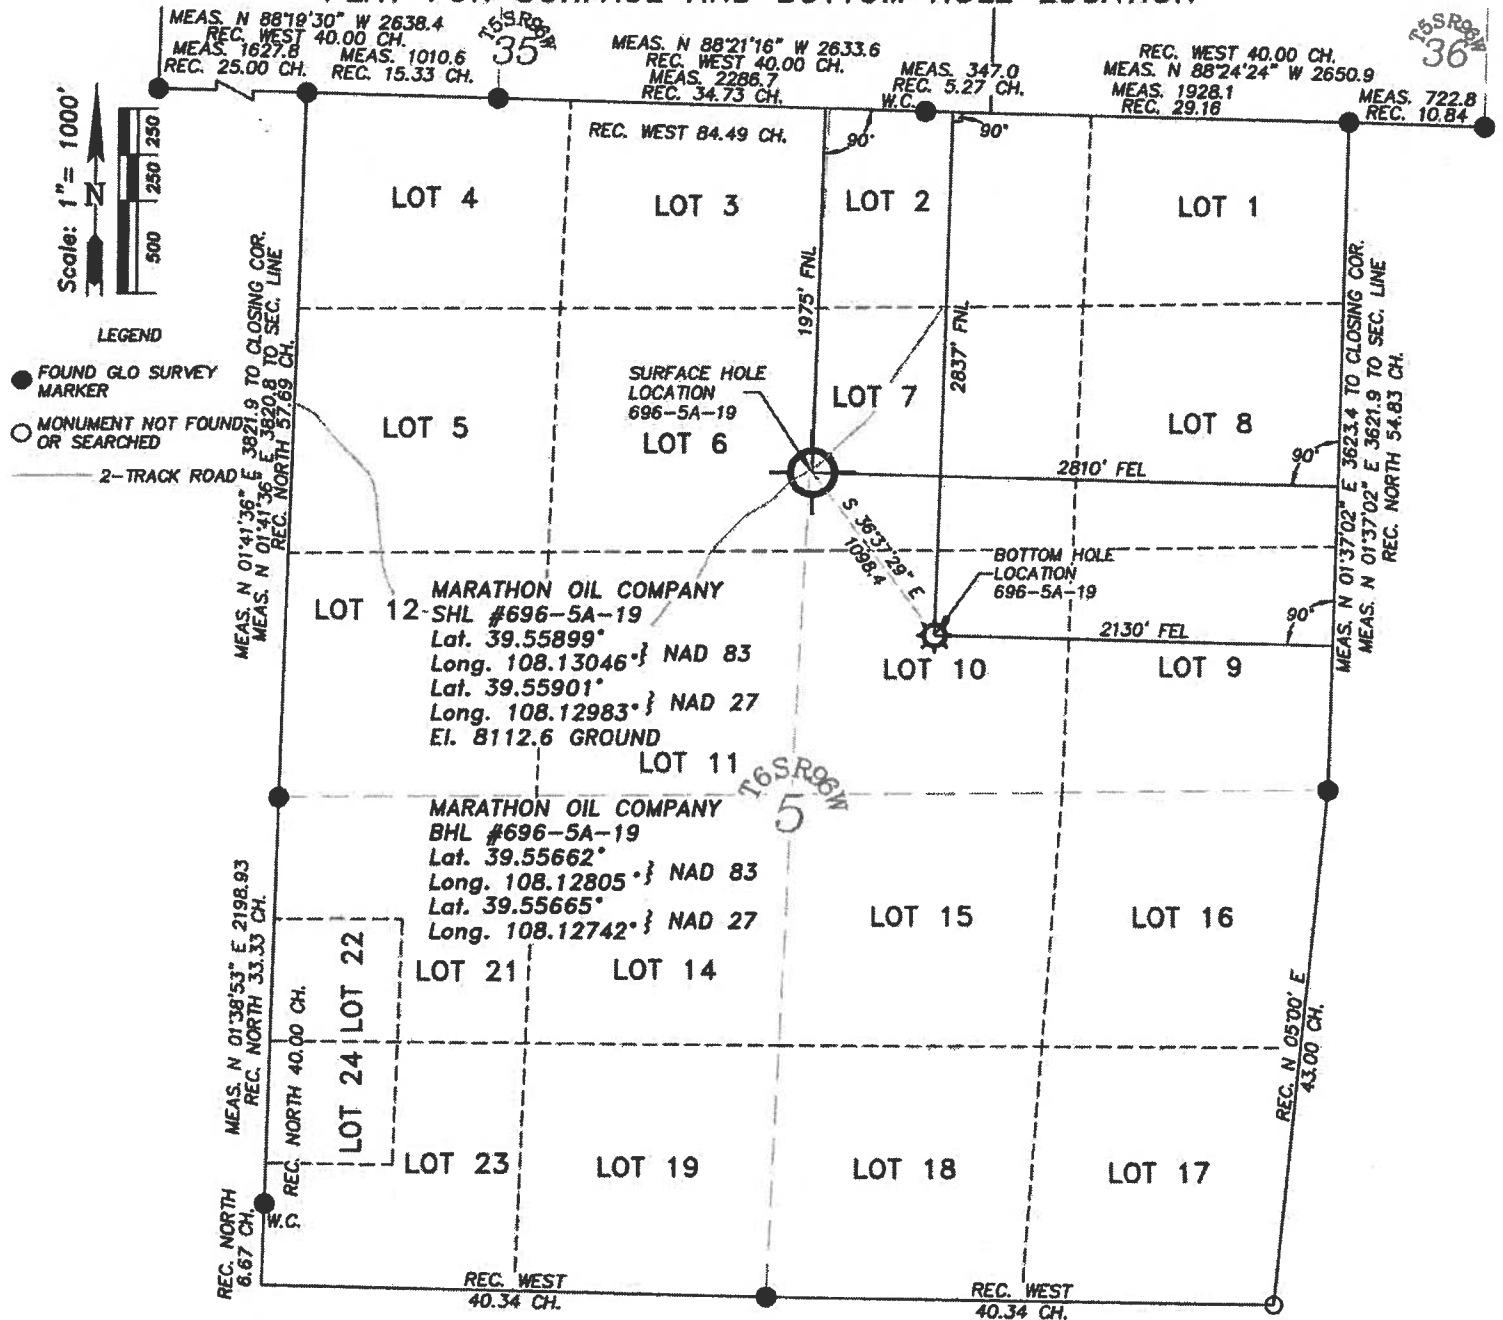 PLAT FOR SURFACE AND BOTTOM HOLE LOCATION
MEAS. N 88°19'30" W 2638.4
REC. WEST 40.00 CH.
MEAS. 1627.8
REC. 25.00 CH.
MEAS. 1010.6
REC. 15.33 CH.
T5SR96W
35
MEAS. N 88°21'16" W 2633.6
REC. WEST 40.00 CH.
MEAS. 2286.7
REC. 34.73 CH.
MEAS. 347.0
REC. 5.27 CH.
W.C.
REC. WEST 40.00 CH.
MEAS. N 88°24'24" W 2650.9
MEAS. 1928.1
REC. 29.16
MEAS. 722.8
REC. 10.84
T5SR96W
36
REC. WEST 84.49 CH.
90°
90°
Scale: 1"= 1000'
N
250
250
500
LEGEND
FOUND GLO SURVEY
MARKER
MONUMENT NOT FOUND
OR SEARCHED
2-TRACK ROAD
MEAS. N 01°41'36" E 3821.9 TO CLOSING COR.
MEAS. N 01°41'36" E 3820.8 TO SEC. LINE
REC. NORTH 57.69 CH.
LOT 4
LOT 3
LOT 2
LOT 1
1975' FNL
2837' FNL
SURFACE HOLE
LOCATION
696-5A-19
LOT 5
LOT 6
LOT 7
LOT 8
2810' FEL
90°
MEAS. N 01°37'02" E 3623.4 TO CLOSING COR.
MEAS. N 01°37'02" E 3621.9 TO SEC. LINE
REC. NORTH 54.83 CH.
S 36°37'29" E
1098.4
BOTTOM HOLE
LOCATION
696-5A-19
2130' FEL
90°
LOT 12
LOT 11
LOT 10
LOT 9
MARATHON OIL COMPANY
SHL #696-5A-19
Lat. 39.55899°
Long. 108.13046° } NAD 83
Lat. 39.55901°
Long. 108.12983° } NAD 27
El. 8112.6 GROUND
T6SR96W
5
MARATHON OIL COMPANY
BHL #696-5A-19
Lat. 39.55662°
Long. 108.12805° } NAD 83
Lat. 39.55665°
Long. 108.12742° } NAD 27
MEAS. N 01°38'53" E 2198.93
REC. NORTH 33.33 CH.
REC. NORTH 40.00 CH.
LOT 22
LOT 21
LOT 14
LOT 15
LOT 16
LOT 24
LOT 23
LOT 19
LOT 18
LOT 17
REC. N 05°00' E
43.00 CH.
REC. NORTH
6.67 CH.
W.C.
REC. WEST
40.34 CH.
REC. WEST
40.34 CH.